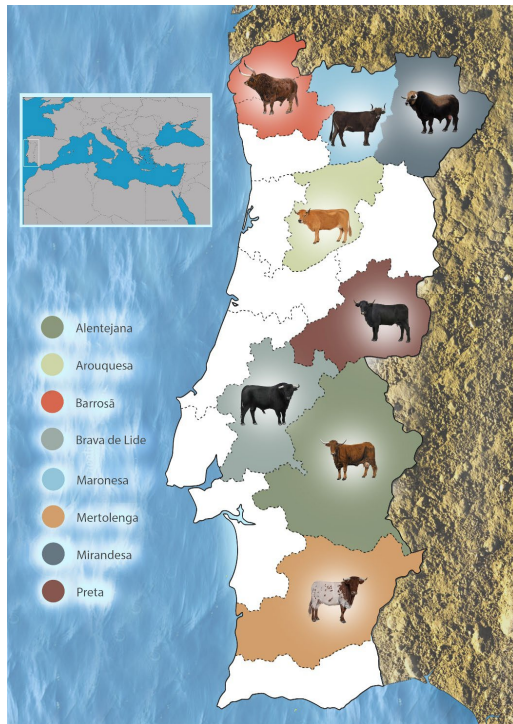 Alentejana
Arouquesa
Barrosã
Brava de Lide
Maronesa
Mertolenga
Mirandesa
Preta